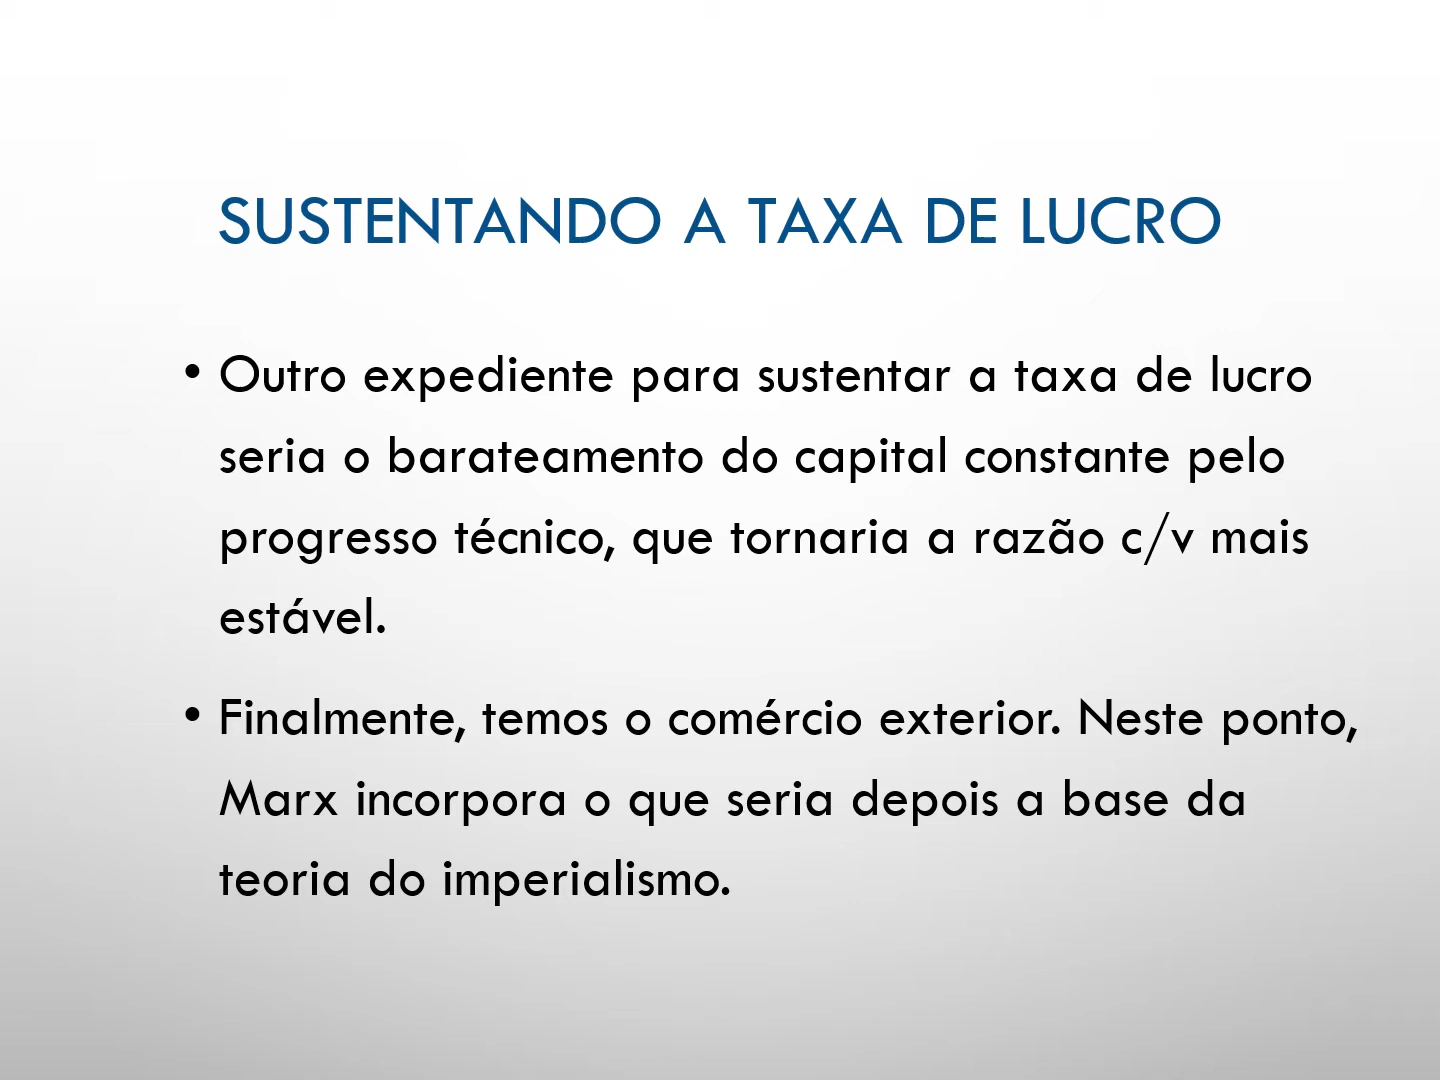 SUSTENTANDO A TAXA DE LUCRO
• Outro expediente para sustentar a taxa de lucro
seria o barateamento do capital constante pelo
progresso técnico, que tornaria a razão c/v mais
estável.
• Finalmente, temos o comércio exterior. Neste ponto,
Marx incorpora o que seria depois a base da
teoria do imperialismo.